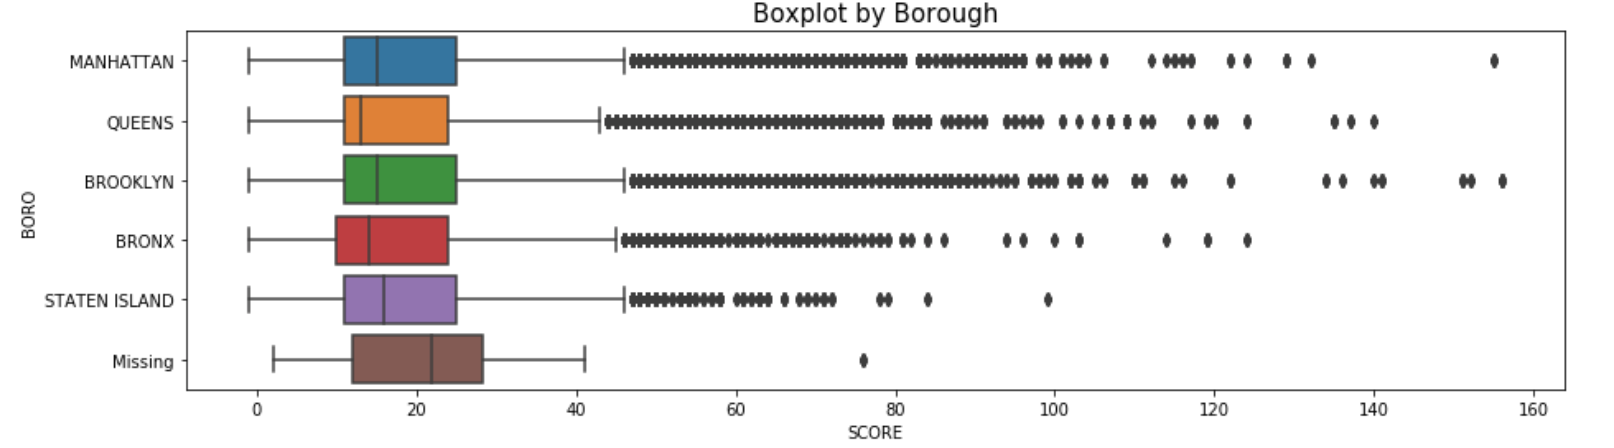 Boxplot by Borough
BORO
MANHATTAN
QUEENS
BROOKLYN
BRONX
STATEN ISLAND
Missing
0 20 40 60 80 100 120 140 160
SCORE